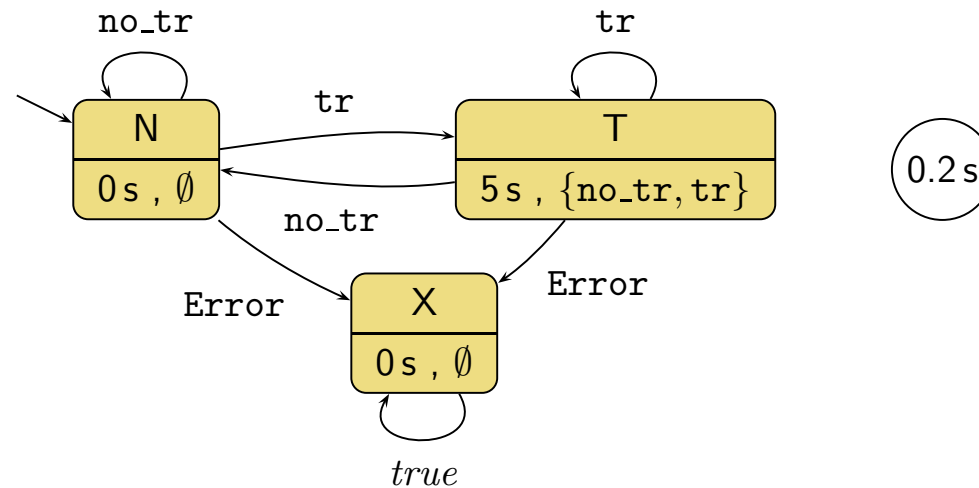 no_tr
tr
tr
N
T
0 s , ∅
5 s , {no_tr, tr}
0.2 s
no_tr
Error
Error
X
0 s , ∅
true